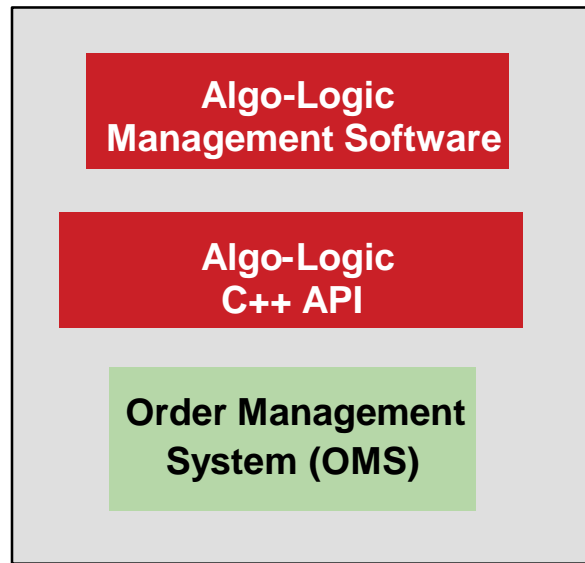 Algo-Logic
Management Software
Algo-Logic
C++ API
Order Management
System (OMS)